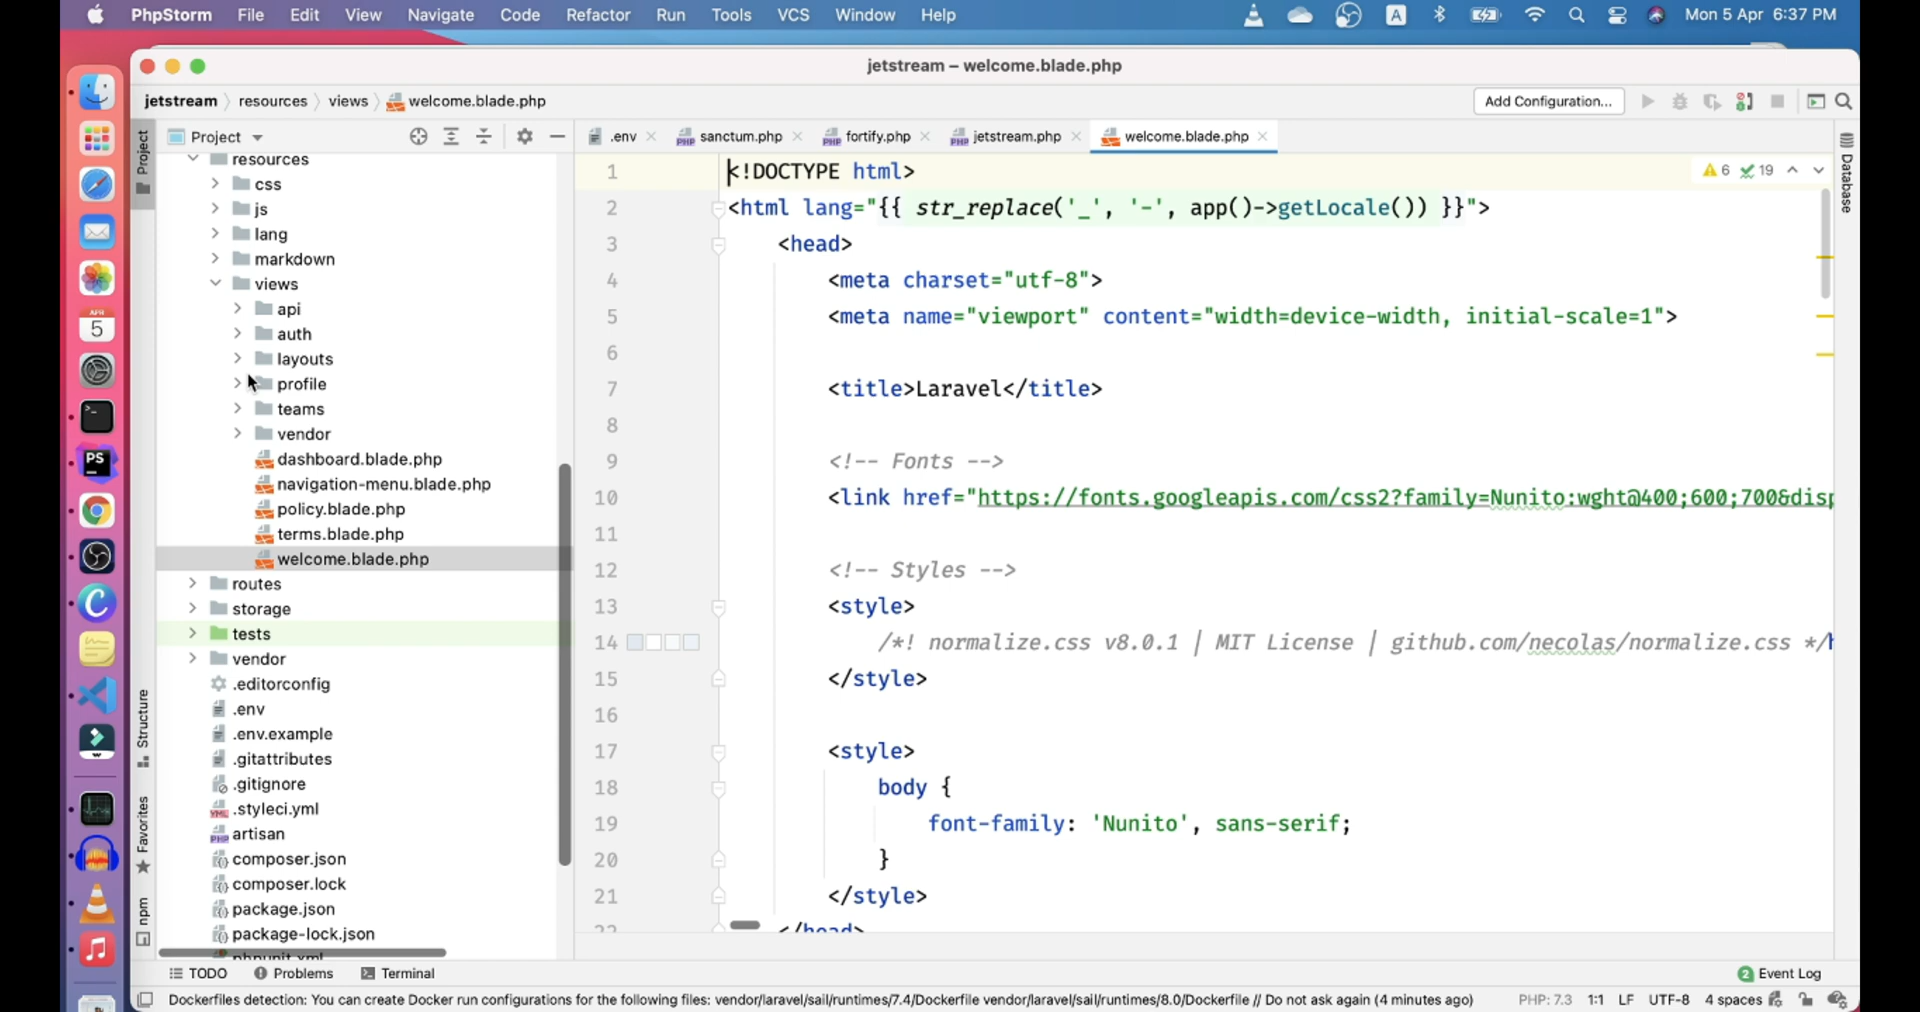 PhpStorm File Edit View Navigate Code Refactor Run Tools VCS Window Help A Mon 5 Apr 6:37 PM
jetstream – welcome.blade.php
jetstream resources views welcome.blade.php Add Configuration...
Project
Project
.env
sanctum.php
fortify.php
jetstream.php
welcome.blade.php
Database
resources
css
js
lang
markdown
views
api
auth
layouts
profile
teams
vendor
dashboard.blade.php
navigation-menu.blade.php
policy.blade.php
terms.blade.php
welcome.blade.php
routes
storage
tests
vendor
.editorconfig
.env
.env.example
.gitattributes
.gitignore
.styleci.yml
artisan
composer.json
composer.lock
package.json
package-lock.json
phpunit.xml
Structure
Favorites
npm
APR
5
PS
6 19
1 <!DOCTYPE html>
2 <html lang="{{ str_replace('_', '-', app()->getLocale()) }}">
3 <head>
4 <meta charset="utf-8">
5 <meta name="viewport" content="width=device-width, initial-scale=1">
6
7 <title>Laravel</title>
8
9 <!-- Fonts -->
10 <link href="https://fonts.googleapis.com/css2?family=Nunito:wght@400;600;700&disp
11
12 <!-- Styles -->
13 <style>
14 /*! normalize.css v8.0.1 | MIT License | github.com/necolas/normalize.css */h
15 </style>
16
17 <style>
18 body {
19 font-family: 'Nunito', sans-serif;
20 }
21 </style>
22 </head>
TODO Problems Terminal 2 Event Log
Dockerfiles detection: You can create Docker run configurations for the following files: vendor/laravel/sail/runtimes/7.4/Dockerfile vendor/laravel/sail/runtimes/8.0/Dockerfile // Do not ask again (4 minutes ago) PHP: 7.3 1:1 LF UTF-8 4 spaces